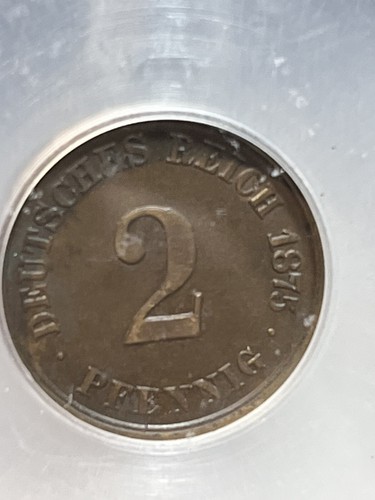 DEUTSCHES REICH 1875
2
· PFENNIG ·